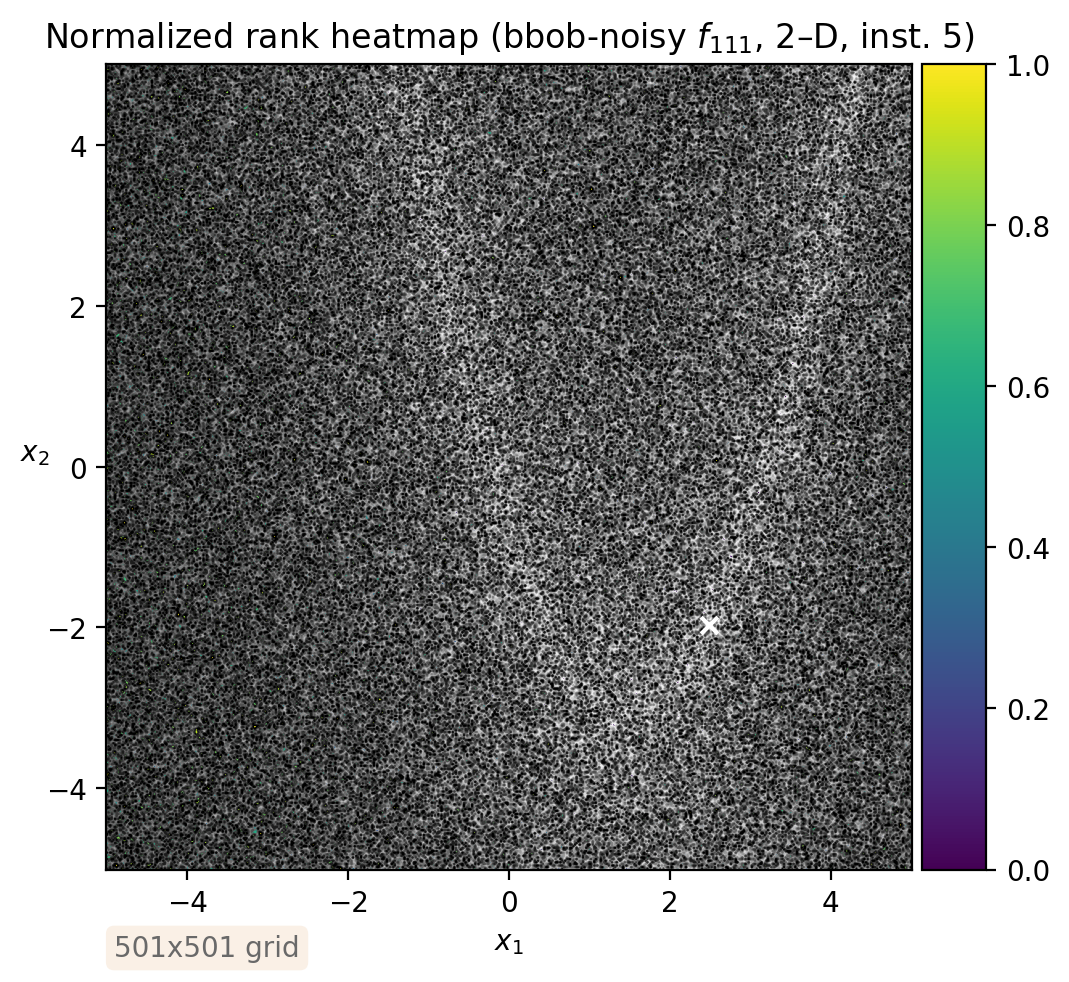 Normalized rank heatmap (bbob-noisy f₁₁₁, 2–D, inst. 5)
1.0
0.8
0.6
0.4
0.2
0.0
4
2
0
−2
−4
x₂
−4 −2 0 2 4
x₁
501x501 grid